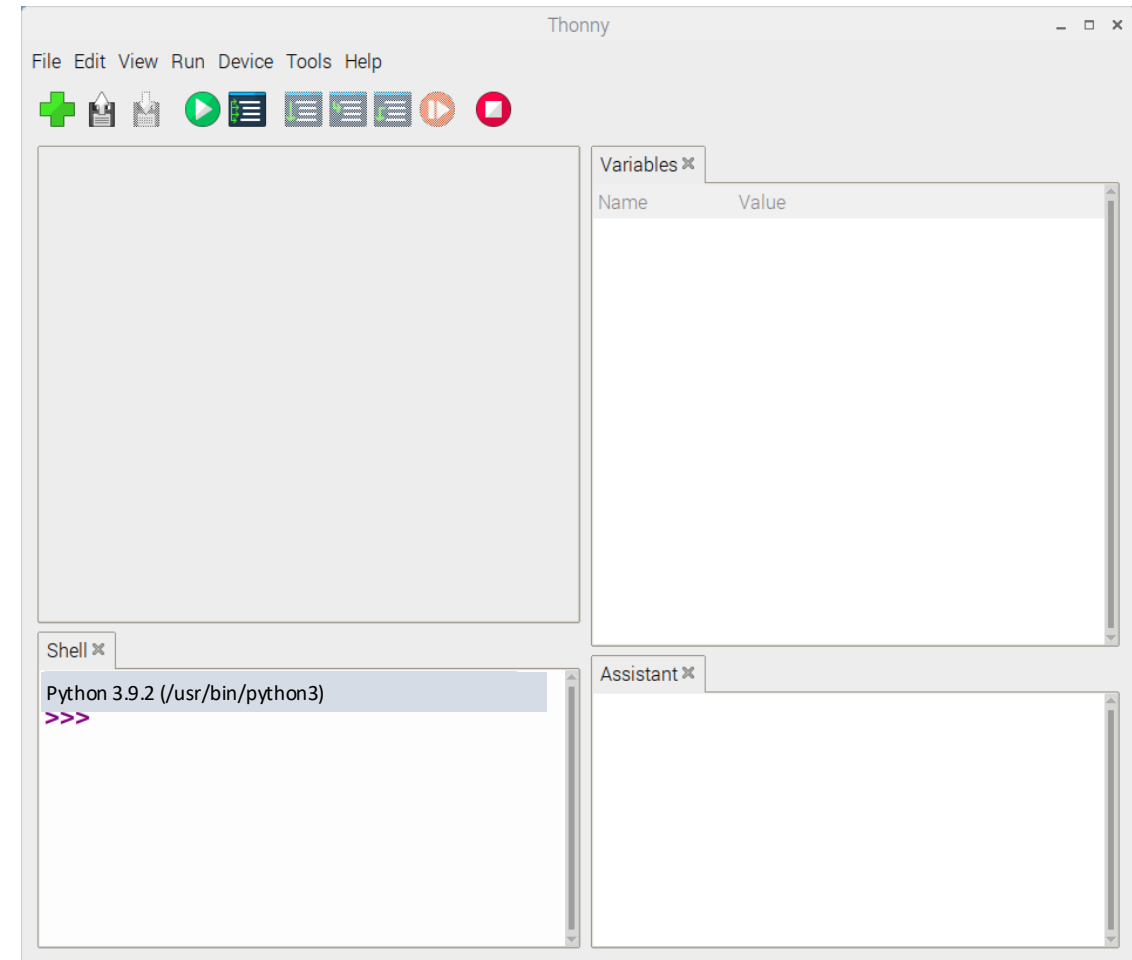 Thonny
File Edit View Run Device Tools Help
Variables
Name Value
Shell
Python 3.9.2 (/usr/bin/python3)
>>>
Assistant